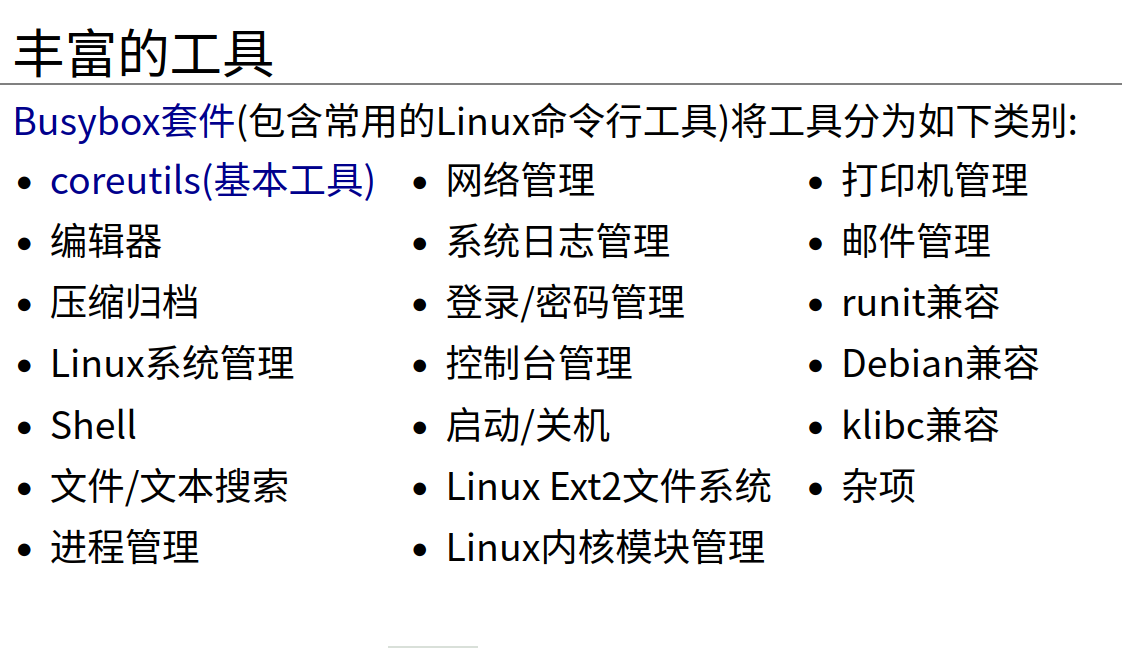 丰富的工具
Busybox套件(包含常用的Linux命令行工具)将工具分为如下类别:
• coreutils(基本工具)
• 编辑器
• 压缩归档
• Linux系统管理
• Shell
• 文件/文本搜索
• 进程管理
• 网络管理
• 系统日志管理
• 登录/密码管理
• 控制台管理
• 启动/关机
• Linux Ext2文件系统
• Linux内核模块管理
• 打印机管理
• 邮件管理
• runit兼容
• Debian兼容
• klibc兼容
• 杂项